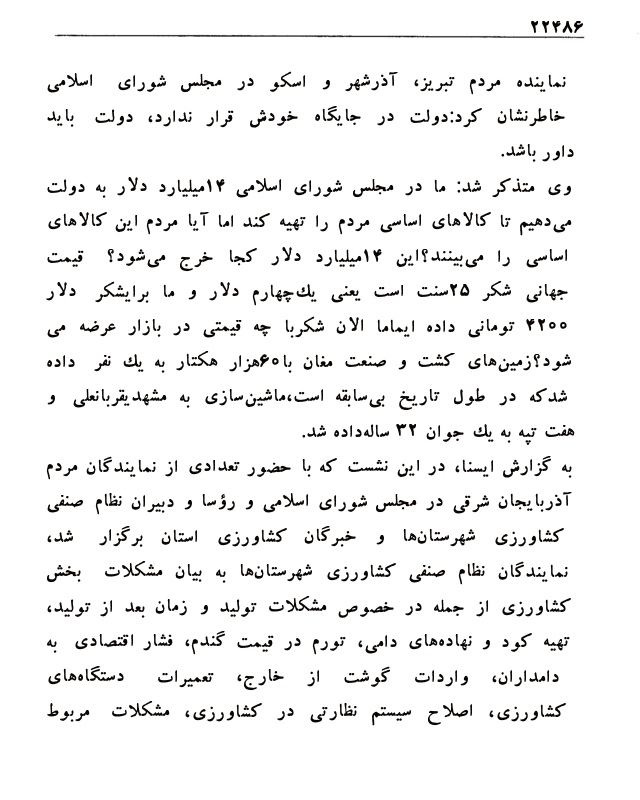 ۲۲۴۸۶
نماینده مردم تبریز، آذرشهر و اسکو در مجلس شورای اسلامی
خاطرنشان کرد:دولت در جایگاه خودش قرار ندارد، دولت باید
داور باشد.
وی متذکر شد: ما در مجلس شورای اسلامی ۱۴میلیارد دلار به دولت
می‌دهیم تا کالاهای اساسی مردم را تهیه کند اما آیا مردم این کالاهای
اساسی را می‌بینند؟این ۱۴میلیارد دلار کجا خرج می‌شود؟ قیمت
جهانی شکر ۲۵سنت است یعنی یك‌چهارم دلار و ما برایشکر دلار
۴۲۰۰ تومانی داده ایماما الان شکربا چه قیمتی در بازار عرضه می
شود؟زمین‌های کشت و صنعت مغان با۶۰هزار هکتار به یك نفر داده
شدکه در طول تاریخ بی‌سابقه است،ماشین‌سازی به مشهدیقربانعلی و
هفت تپه به یك جوان ۳۲ ساله‌داده شد.
به گزارش ایسنا، در این نشست که با حضور تعدادی از نمایندگان مردم
آذربایجان شرقی در مجلس شورای اسلامی و رؤسا و دبیران نظام صنفی
کشاورزی شهرستان‌ها و خبرگان کشاورزی استان برگزار شد،
نمایندگان نظام صنفی کشاورزی شهرستان‌ها به بیان مشکلات بخش
کشاورزی از جمله در خصوص مشکلات تولید و زمان بعد از تولید،
تهیه کود و نهاده‌های دامی، تورم در قیمت گندم، فشار اقتصادی به
دامداران، واردات گوشت از خارج، تعمیرات دستگاه‌های
کشاورزی، اصلاح سیستم نظارتی در کشاورزی، مشکلات مربوط